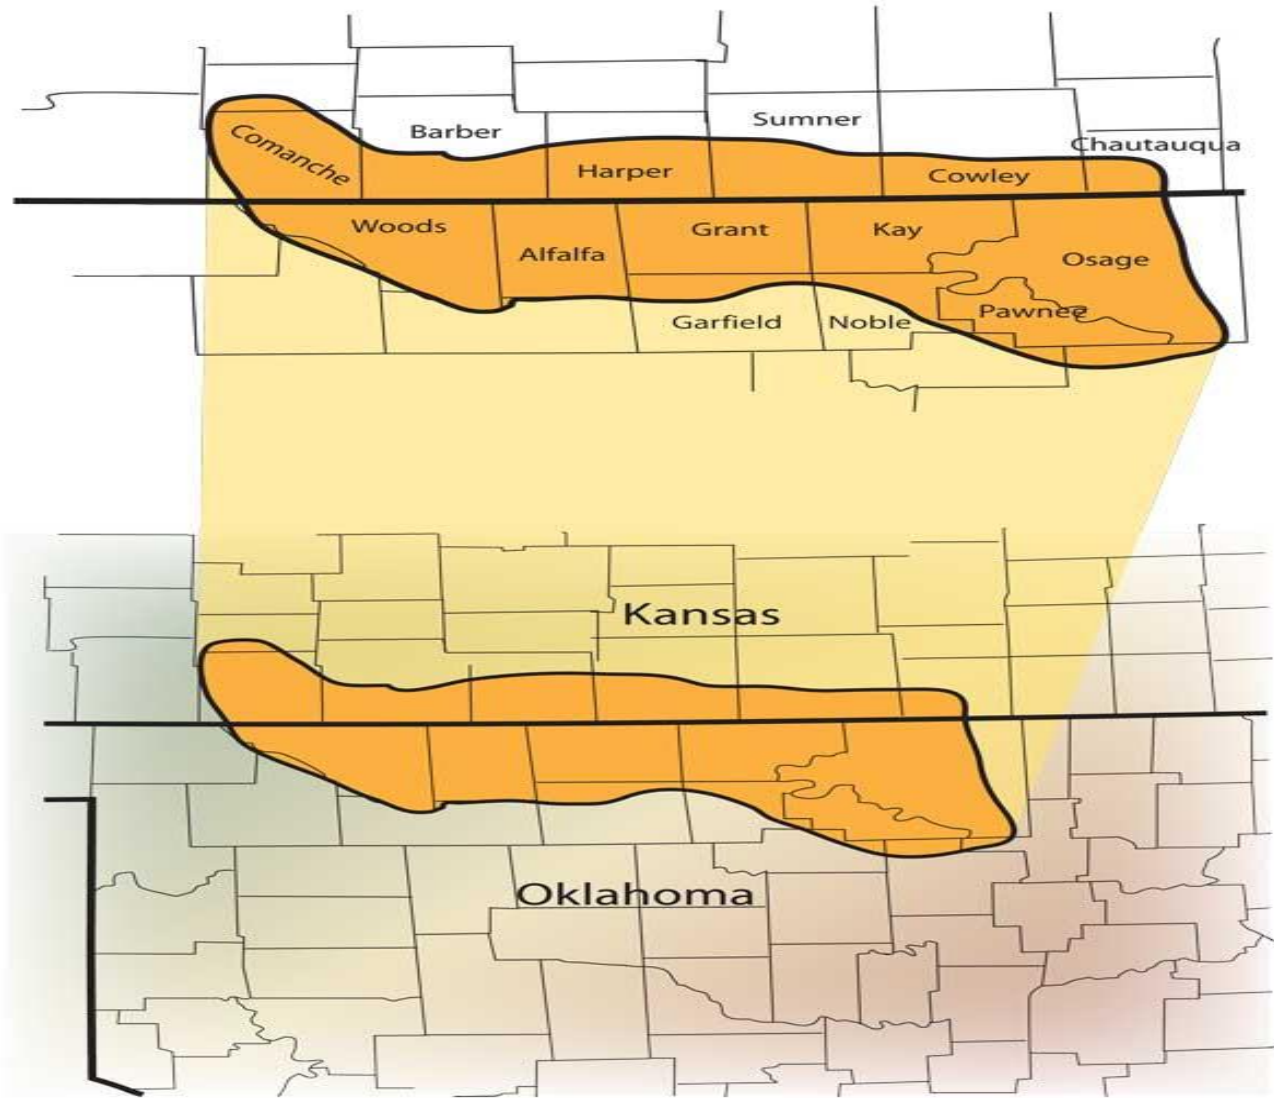 Sumner
Barber
Chautauqua
Comanche
Harper
Cowley
Woods
Grant
Kay
Alfalfa
Osage
Pawnee
Garfield
Noble
Kansas
Oklahoma